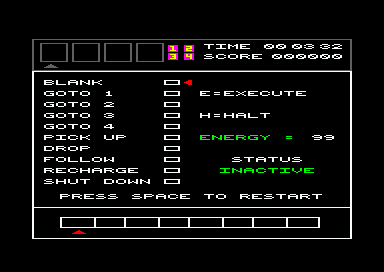 1 2 TIME 00 03 32
3 4 SCORE 000000
BLANK
GOTO 1 E=EXECUTE
GOTO 2
GOTO 3 H=HALT
GOTO 4
PICK UP ENERGY = 99
DROP
FOLLOW STATUS
RECHARGE INACTIVE
SHUT DOWN
PRESS SPACE TO RESTART